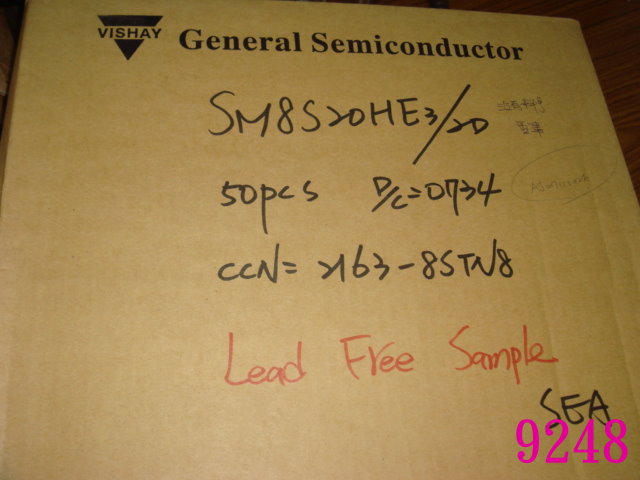 VISHAY General Semiconductor
SM8S20HE3/2D
50pcs D/C=0734
CCN= 2163-85TN8
Lead Free Sample
SEA
9248